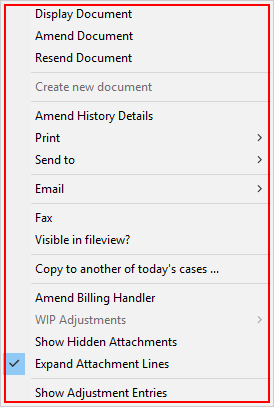 Display Document
Amend Document
Resend Document
Create new document
Amend History Details
Print
Send to
Email
Fax
Visible in fileview?
Copy to another of today's cases ...
Amend Billing Handler
WIP Adjustments
Show Hidden Attachments
Expand Attachment Lines
Show Adjustment Entries